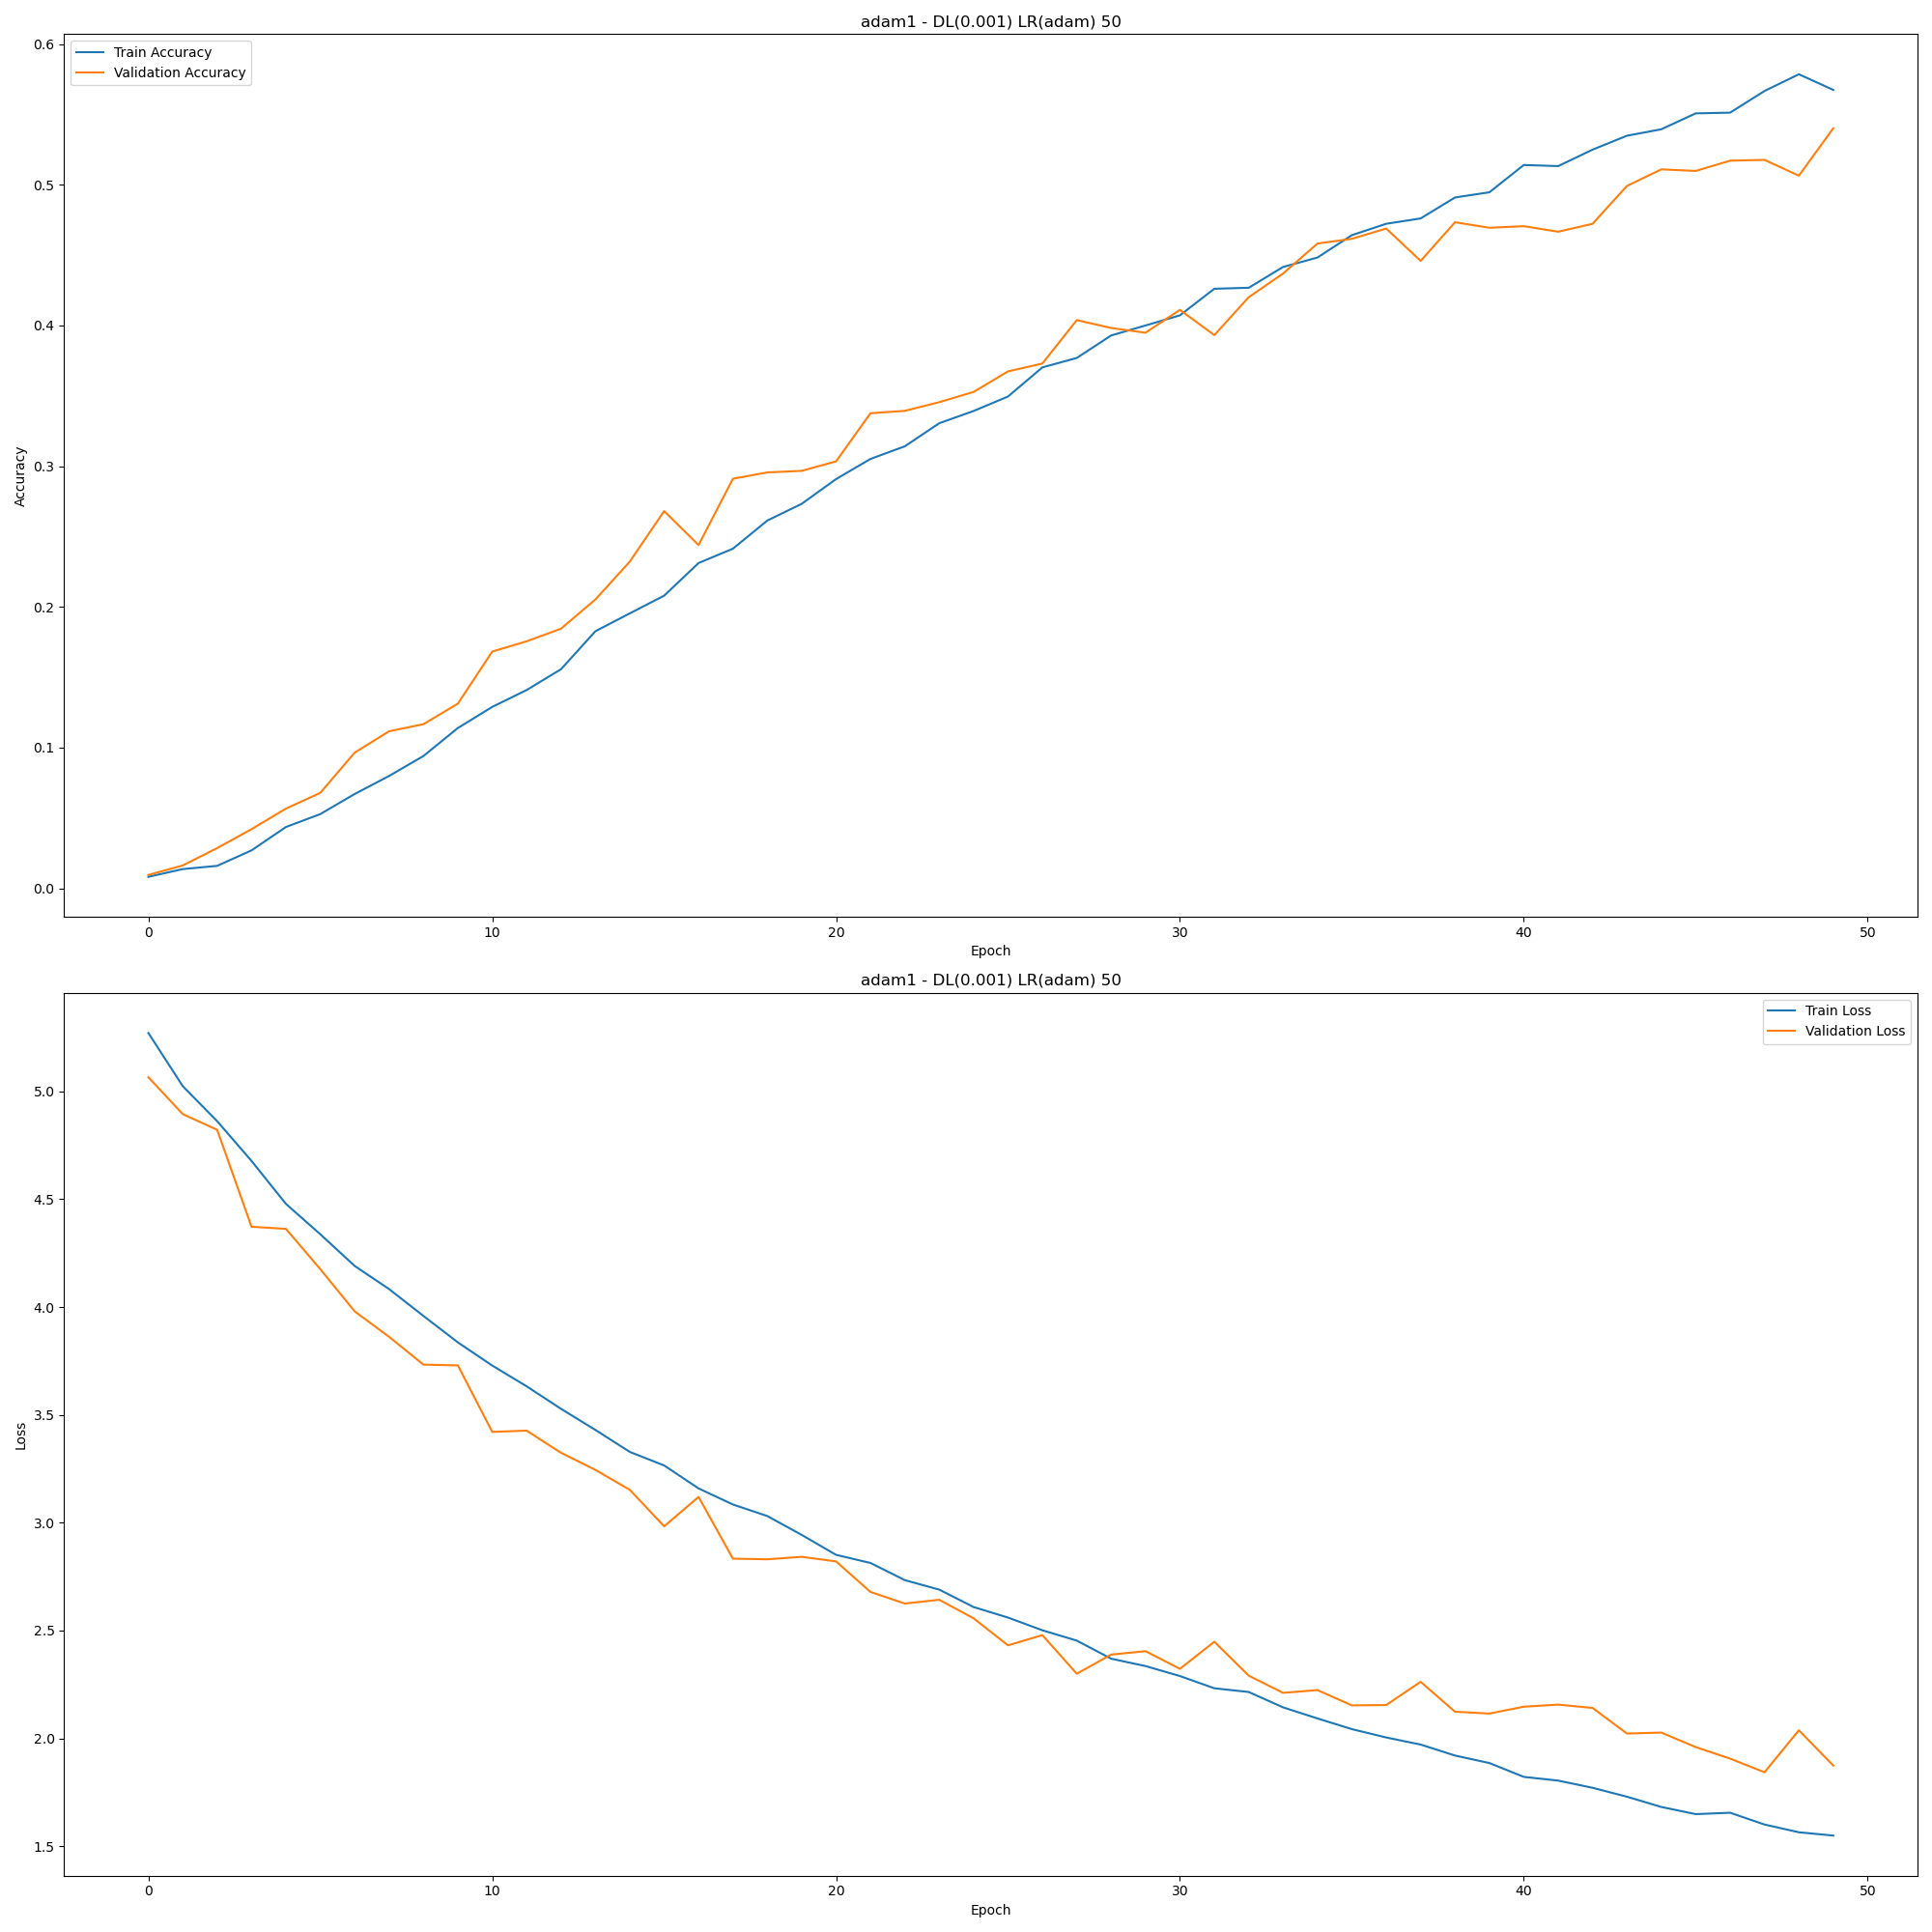 adam1 - DL(0.001) LR(adam) 50
Train Accuracy
Validation Accuracy
0.6
0.5
0.4
0.3
0.2
0.1
0.0
Accuracy
0 10 20 30 40 50
Epoch
adam1 - DL(0.001) LR(adam) 50
Train Loss
Validation Loss
5.0
4.5
4.0
3.5
3.0
2.5
2.0
1.5
Loss
0 10 20 30 40 50
Epoch